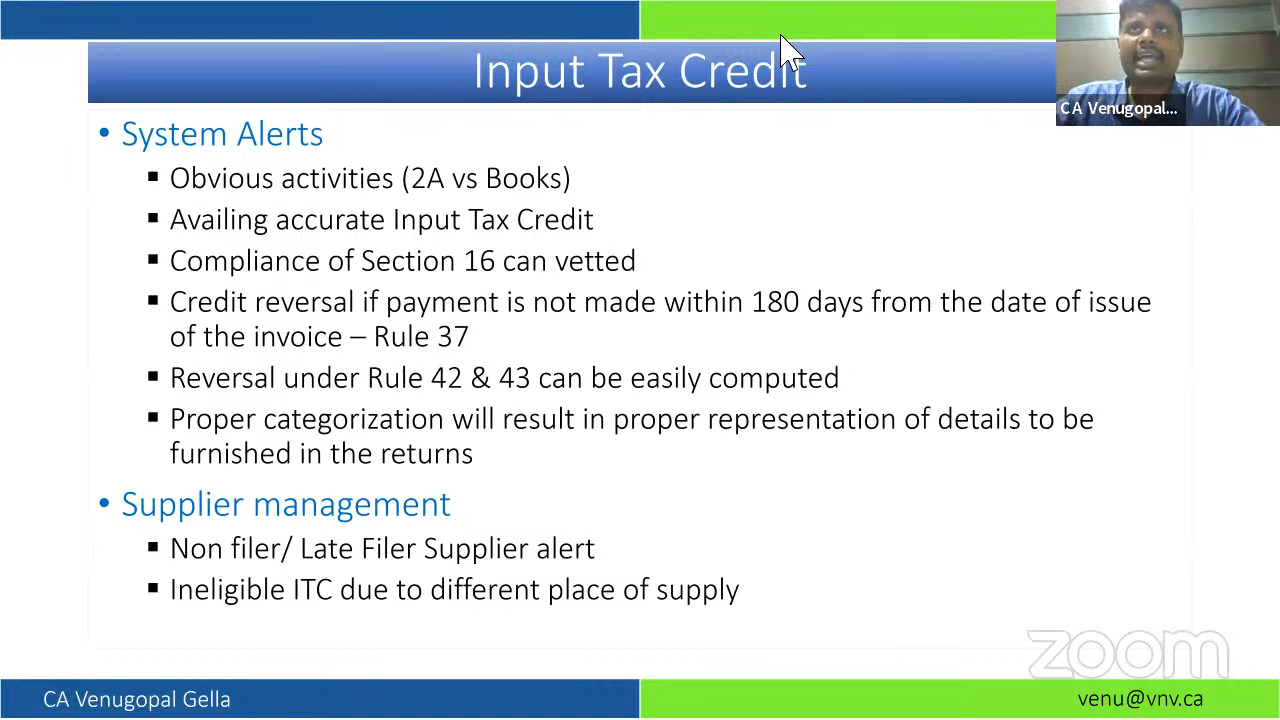 Input Tax Credit
CA Venugopal...
• System Alerts
▪ Obvious activities (2A vs Books)
▪ Availing accurate Input Tax Credit
▪ Compliance of Section 16 can vetted
▪ Credit reversal if payment is not made within 180 days from the date of issue
of the invoice – Rule 37
▪ Reversal under Rule 42 & 43 can be easily computed
▪ Proper categorization will result in proper representation of details to be
furnished in the returns
• Supplier management
▪ Non filer/ Late Filer Supplier alert
▪ Ineligible ITC due to different place of supply
zoom
CA Venugopal Gella
venu@vnv.ca